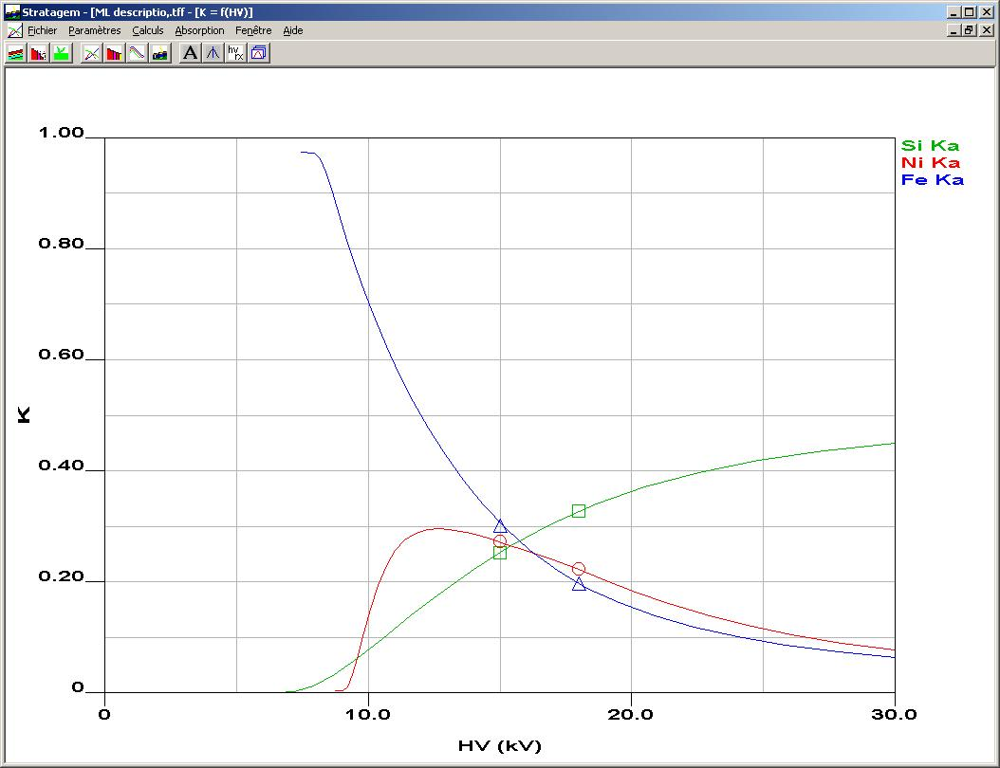 Stratagem - [ML descriptio,.tff - [K = f(HV)]
Fichier Paramètres Calculs Absorption Fenêtre Aide
A hv rx
1.00
Si Ka
Ni Ka
Fe Ka
0.80
0.60
K
0.40
0.20
0
0 10.0 20.0 30.0
HV (kV)